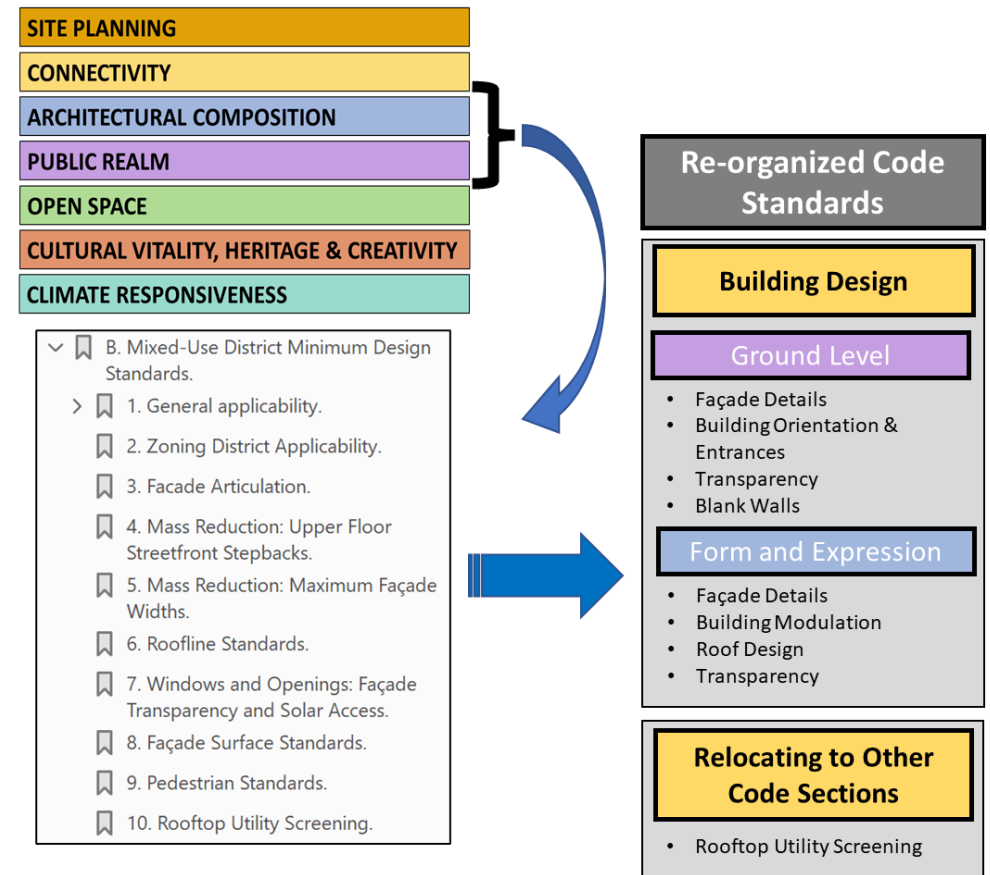 SITE PLANNING
CONNECTIVITY
ARCHITECTURAL COMPOSITION
PUBLIC REALM
OPEN SPACE
CULTURAL VITALITY, HERITAGE & CREATIVITY
CLIMATE RESPONSIVENESS
B. Mixed-Use District Minimum Design
Standards.
1. General applicability.
2. Zoning District Applicability.
3. Facade Articulation.
4. Mass Reduction: Upper Floor
Streetfront Stepbacks.
5. Mass Reduction: Maximum Façade
Widths.
6. Roofline Standards.
7. Windows and Openings: Façade
Transparency and Solar Access.
8. Façade Surface Standards.
9. Pedestrian Standards.
10. Rooftop Utility Screening.
Re-organized Code
Standards
Building Design
Ground Level
• Façade Details
• Building Orientation &
Entrances
• Transparency
• Blank Walls
Form and Expression
• Façade Details
• Building Modulation
• Roof Design
• Transparency
Relocating to Other
Code Sections
• Rooftop Utility Screening